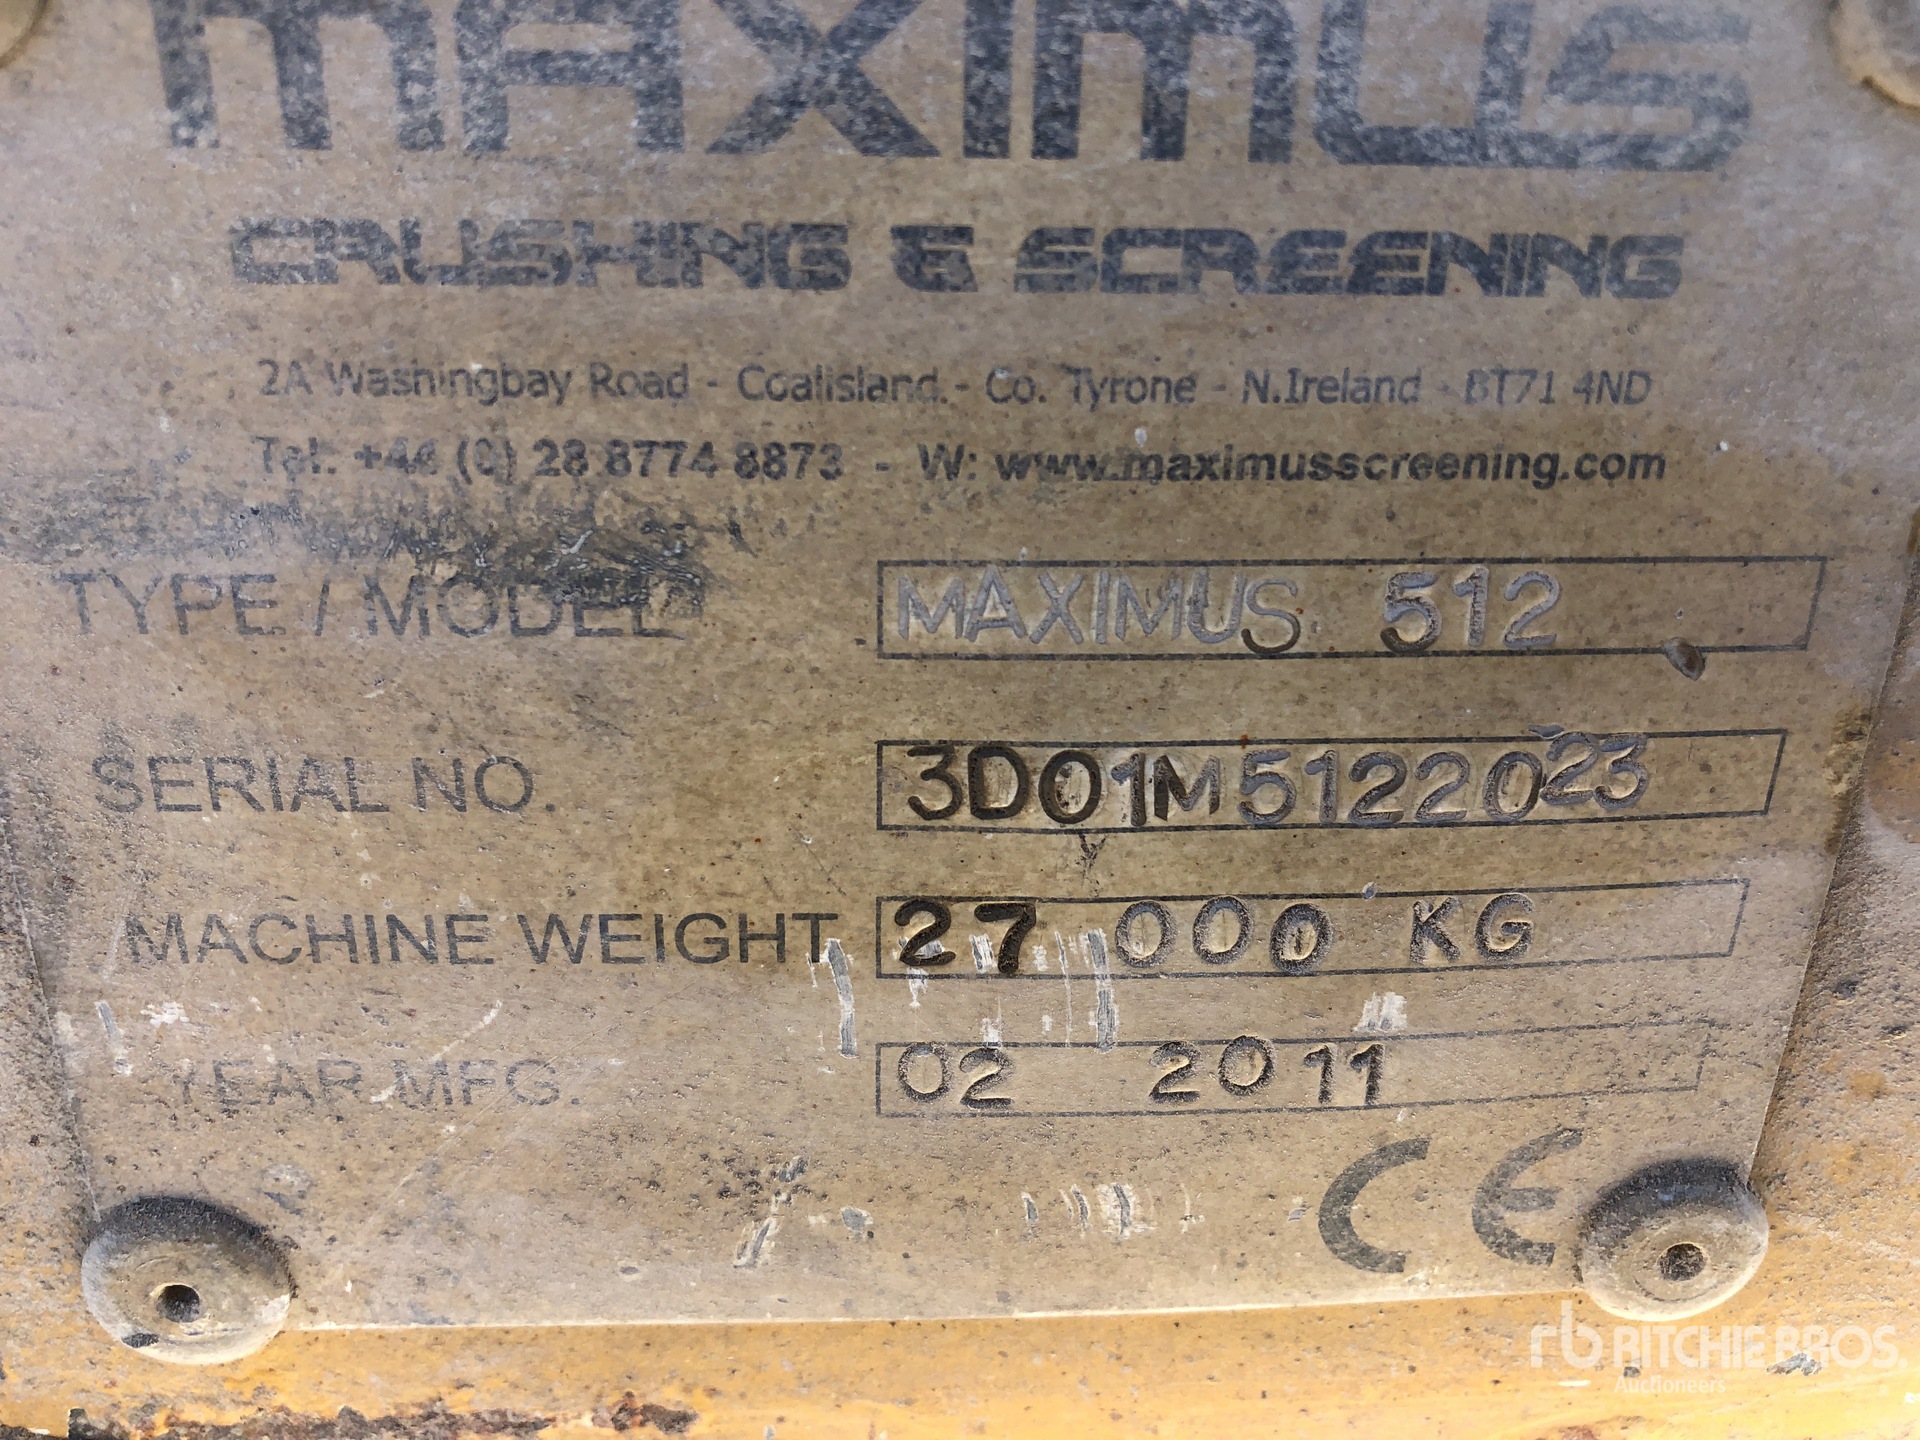 MAXIMUS
CRUSHING & SCREENING
2A Washingbay Road - Coalisland - Co. Tyrone - N.Ireland - BT71 4ND
Tel: +44 (0) 28 8774 8873 - W: www.maximusscreening.com
TYPE / MODEL MAXIMUS 512
SERIAL NO. 3D01M5122023
MACHINE WEIGHT 27 000 KG
YEAR MFG. 02 2011
CE
rb RITCHIE BROS.
Auctioneers